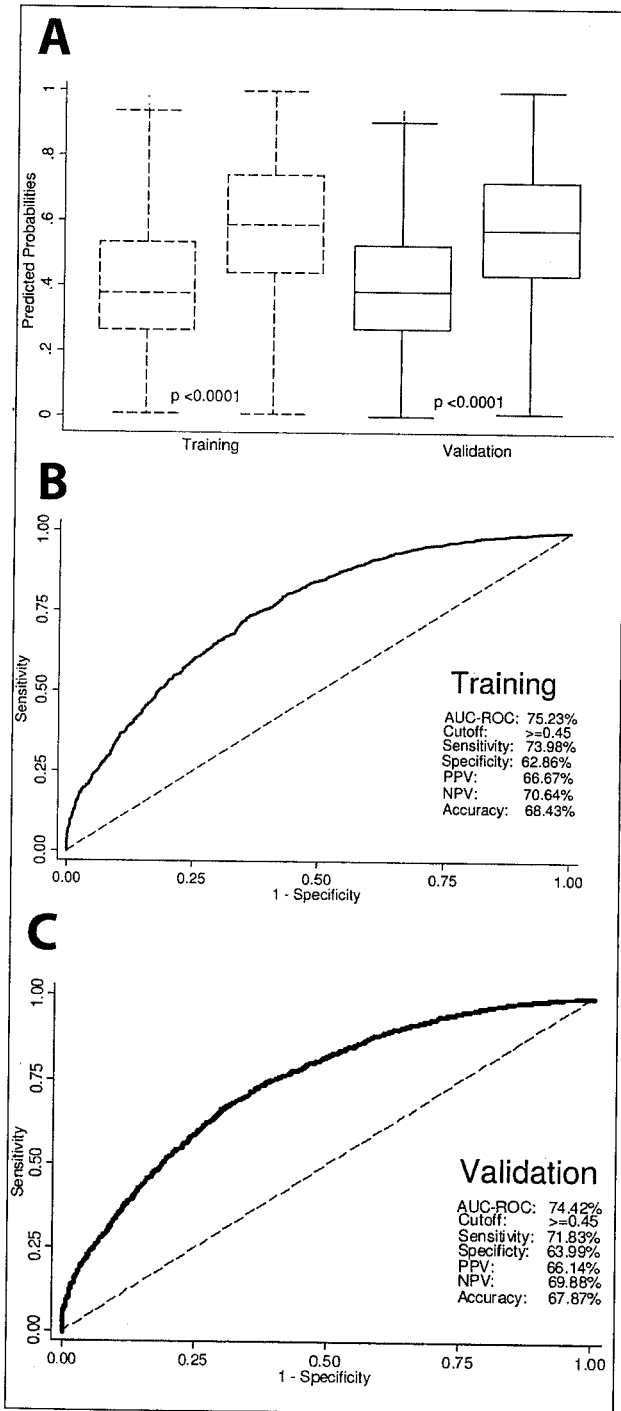 A
Predicted Probabilities
1
.8
.6
.4
.2
0
p <0.0001
p <0.0001
Training
Validation
B
Sensitivity
1.00
0.75
0.50
0.25
0.00
Training
AUC-ROC: 75.23%
Cutoff: >=0.45
Sensitivity: 73.98%
Specificity: 62.86%
PPV: 66.67%
NPV: 70.64%
Accuracy: 68.43%
0.00 0.25 0.50 0.75 1.00
1 - Specificity
C
Sensitivity
1.00
0.75
0.50
0.25
0.00
Validation
AUC-ROC: 74.42%
Cutoff: >=0.45
Sensitivity: 71.83%
Specificty: 63.99%
PPV: 66.14%
NPV: 69.88%
Accuracy: 67.87%
0.00 0.25 0.50 0.75 1.00
1 - Specificity